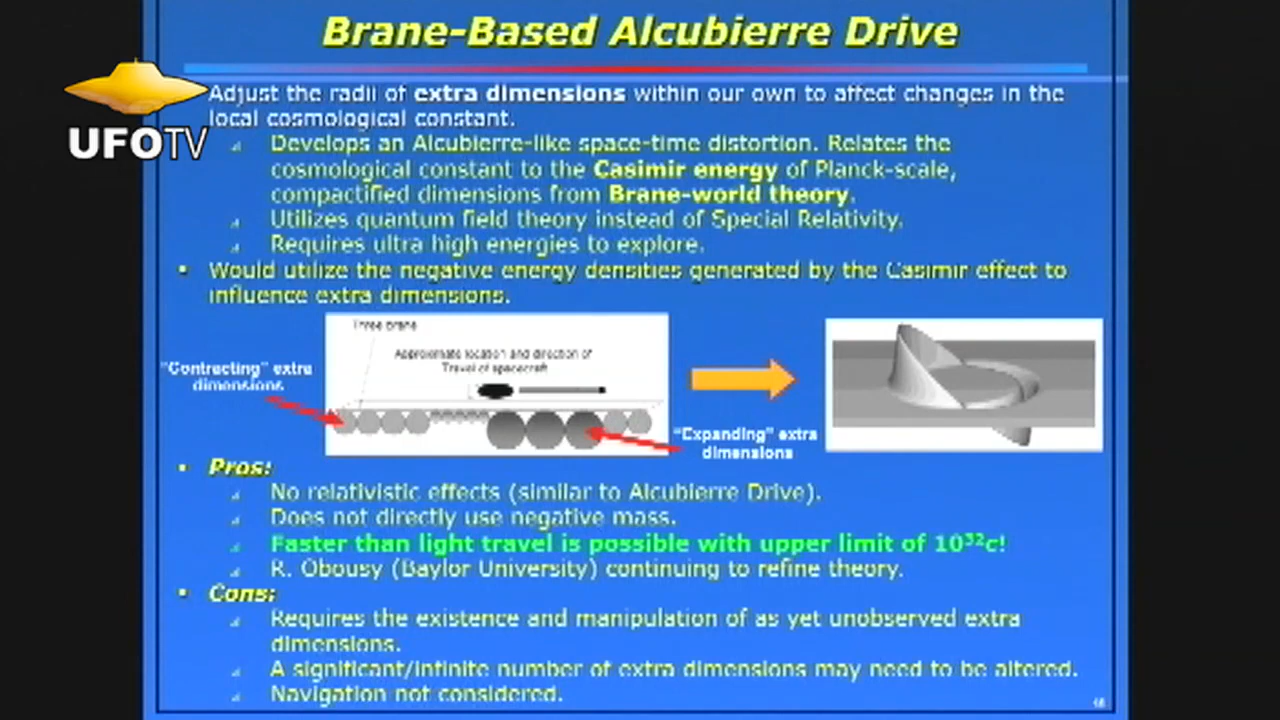 Brane-Based Alcubierre Drive
UFOTV
Adjust the radii of extra dimensions within our own to affect changes in the
local cosmological constant.
Develops an Alcubierre-like space-time distortion. Relates the
cosmological constant to the Casimir energy of Planck-scale,
compactified dimensions from Brane-world theory.
Utilizes quantum field theory instead of Special Relativity.
Requires ultra high energies to explore.
• Would utilize the negative energy densities generated by the Casimir effect to
influence extra dimensions.
Three brane
Approximate location and direction of
Travel of spacecraft
"Contracting" extra
dimensions
"Expanding" extra
dimensions
• Pros:
No relativistic effects (similar to Alcubierre Drive).
Does not directly use negative mass.
Faster than light travel is possible with upper limit of 10³²c!
R. Obousy (Baylor University) continuing to refine theory.
• Cons:
Requires the existence and manipulation of as yet unobserved extra
dimensions.
A significant/infinite number of extra dimensions may need to be altered.
Navigation not considered.